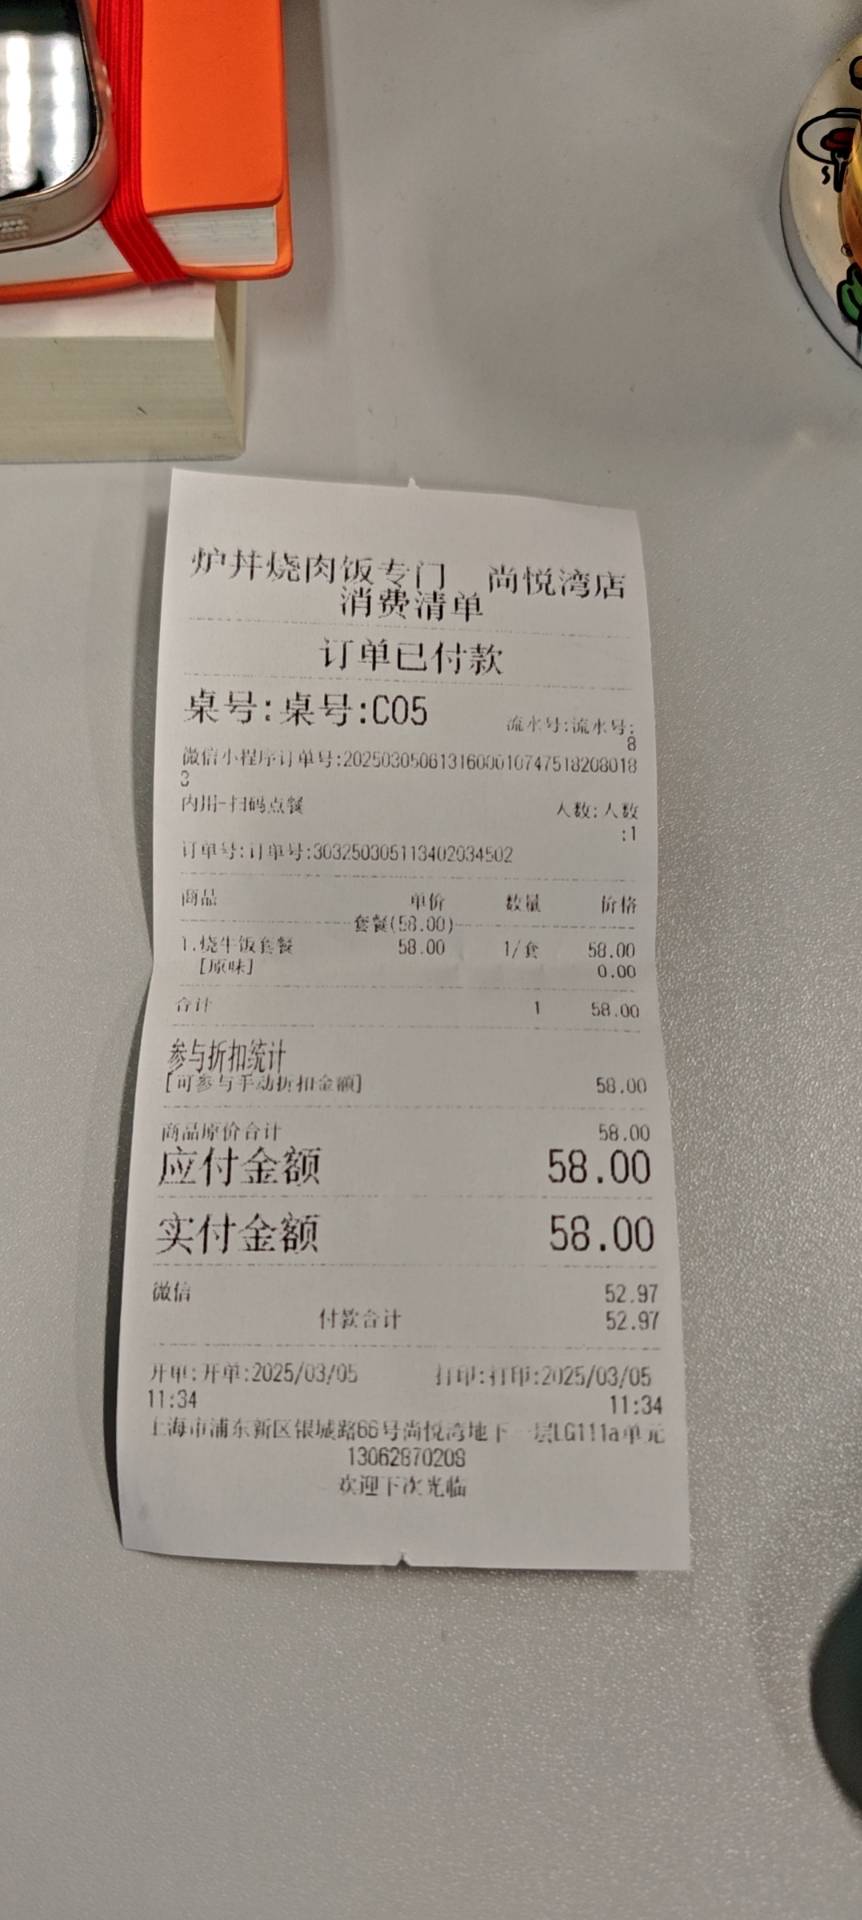 炉丼烧肉饭专门 尚悦湾店
消费清单
订单已付款
桌号:桌号:C05 流水号:流水号:
8
微信小程序订单号:202503050613160001074751820801
8
3
内用-扫码点餐 人数:人数
:1
订单号:订单号:303250305113402034502
商品 单价 数量 价格
套餐(58.00)
1.烧牛饭套餐 58.00 1/套 58.00
[原味] 0.00
合计 1 58.00
参与折扣统计
[可参与手动折扣金额] 58.00
商品原价合计 58.00
应付金额 58.00
实付金额 58.00
微信 52.97
付款合计 52.97
开单:开单:2025/03/05 打印:打印:2025/03/05
11:34 11:34
上海市浦东新区银城路66号尚悦湾地下一层LG111a单元
13062870208
欢迎下次光临